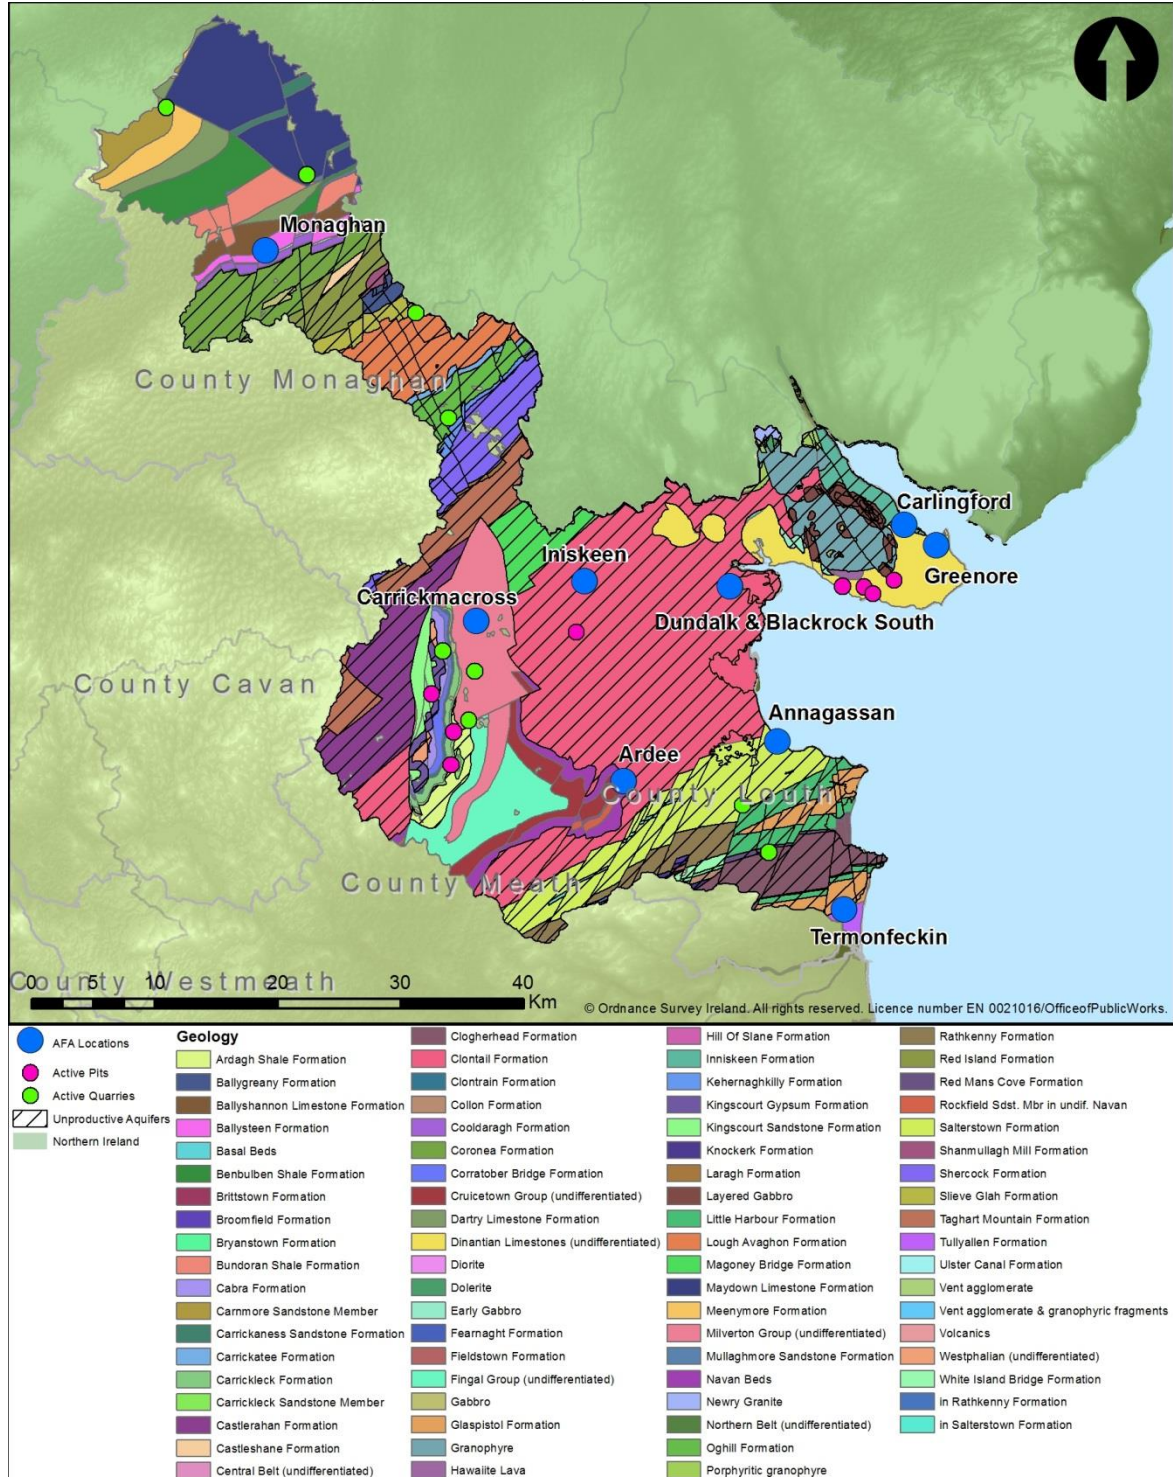 Monaghan
County Monaghan
Carlingford
Iniskeen
Greenore
Carrickmacross
Dundalk & Blackrock South
County Cavan
Annagassan
Ardee
County Louth
County Meath
Termonfeckin
County Westmeath
0 5 10 20 30 40
Km
© Ordnance Survey Ireland. All rights reserved. Licence number EN 0021016/OfficeofPublicWorks.
AFA Locations
Active Pits
Active Quarries
Unproductive Aquifers
Northern Ireland
Geology
Ardagh Shale Formation
Ballygreany Formation
Ballyshannon Limestone Formation
Ballysteen Formation
Basal Beds
Benbulben Shale Formation
Brittstown Formation
Broomfield Formation
Bryanstown Formation
Bundoran Shale Formation
Cabra Formation
Carnmore Sandstone Member
Carrickaness Sandstone Formation
Carrickatee Formation
Carrickleck Formation
Carrickleck Sandstone Member
Castlerahan Formation
Castleshane Formation
Central Belt (undifferentiated)
Clogherhead Formation
Clontail Formation
Clontrain Formation
Collon Formation
Cooldaragh Formation
Coronea Formation
Corratober Bridge Formation
Cruicetown Group (undifferentiated)
Dartry Limestone Formation
Dinantian Limestones (undifferentiated)
Diorite
Dolerite
Early Gabbro
Fearnaght Formation
Fieldstown Formation
Fingal Group (undifferentiated)
Gabbro
Glaspistol Formation
Granophyre
Hawaiite Lava
Hill Of Slane Formation
Inniskeen Formation
Kehernaghkilly Formation
Kingscourt Gypsum Formation
Kingscourt Sandstone Formation
Knockerk Formation
Laragh Formation
Layered Gabbro
Little Harbour Formation
Lough Avaghon Formation
Magoney Bridge Formation
Maydown Limestone Formation
Meenymore Formation
Milverton Group (undifferentiated)
Mullaghmore Sandstone Formation
Navan Beds
Newry Granite
Northern Belt (undifferentiated)
Oghill Formation
Porphyritic granophyre
Rathkenny Formation
Red Island Formation
Red Mans Cove Formation
Rockfield Sdst. Mbr in undif. Navan
Salterstown Formation
Shanmullagh Mill Formation
Shercock Formation
Slieve Glah Formation
Taghart Mountain Formation
Tullyallen Formation
Ulster Canal Formation
Vent agglomerate
Vent agglomerate & granophyric fragments
Volcanics
Westphalian (undifferentiated)
White Island Bridge Formation
in Rathkenny Formation
in Salterstown Formation